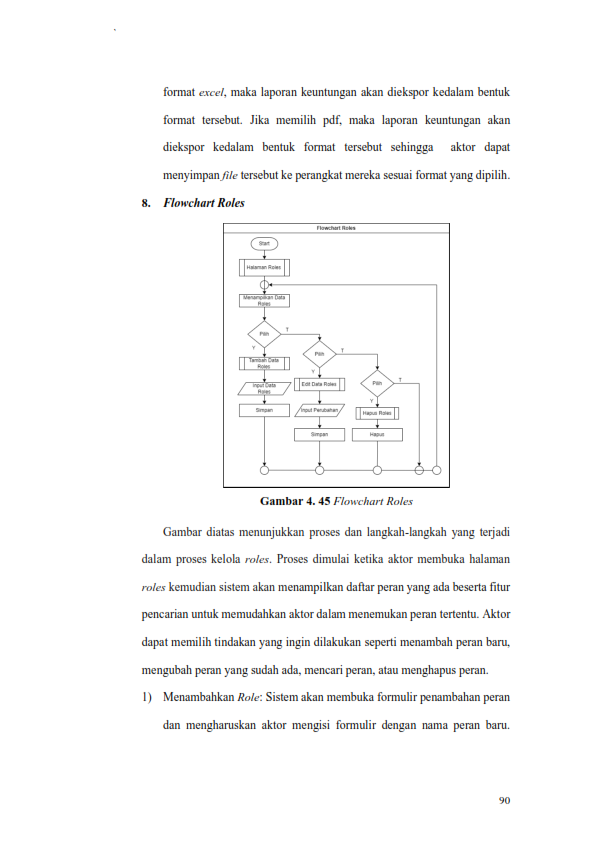 format excel, maka laporan keuntungan akan diekspor kedalam bentuk
format tersebut. Jika memilih pdf, maka laporan keuntungan akan
diekspor kedalam bentuk format tersebut sehingga aktor dapat
menyimpan file tersebut ke perangkat mereka sesuai format yang dipilih.
8. Flowchart Roles
Flowchart Roles
Start
Halaman Roles
Menampilkan Data
Roles
Pilih
T
Y
Tambah Data
Roles
Input Data
Roles
Simpan
Pilih
T
Y
Edit Data Roles
Input Perubahan
Simpan
Pilih
T
Y
Hapus Roles
Hapus
Gambar 4. 45 Flowchart Roles
Gambar diatas menunjukkan proses dan langkah-langkah yang terjadi
dalam proses kelola roles. Proses dimulai ketika aktor membuka halaman
roles kemudian sistem akan menampilkan daftar peran yang ada beserta fitur
pencarian untuk memudahkan aktor dalam menemukan peran tertentu. Aktor
dapat memilih tindakan yang ingin dilakukan seperti menambah peran baru,
mengubah peran yang sudah ada, mencari peran, atau menghapus peran.
1) Menambahkan Role: Sistem akan membuka formulir penambahan peran
dan mengharuskan aktor mengisi formulir dengan nama peran baru.
90